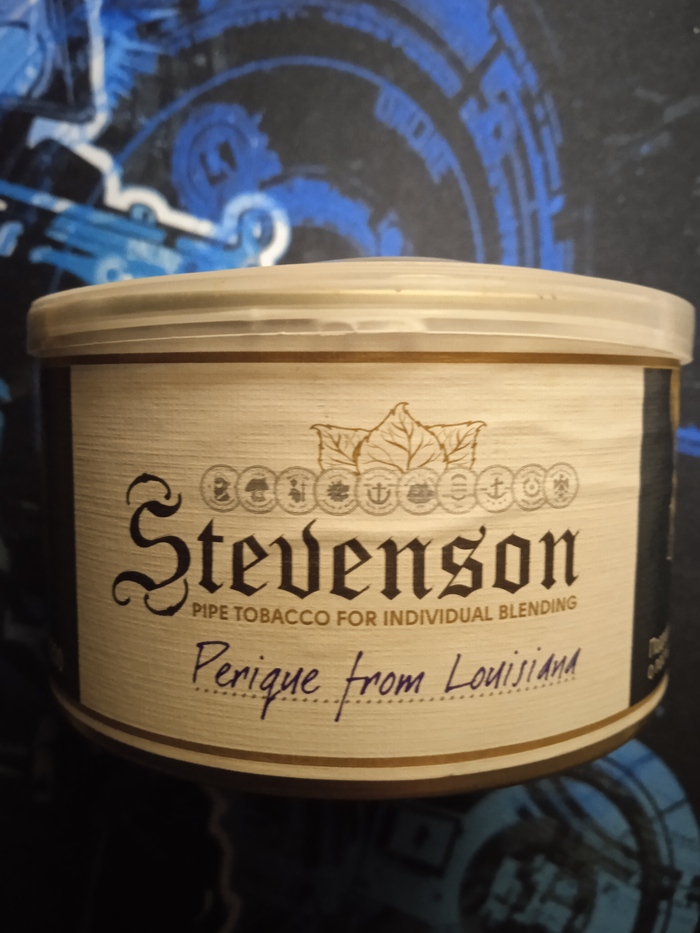 Stevenson
PIPE TOBACCO FOR INDIVIDUAL BLENDING
Perique from Louisiana